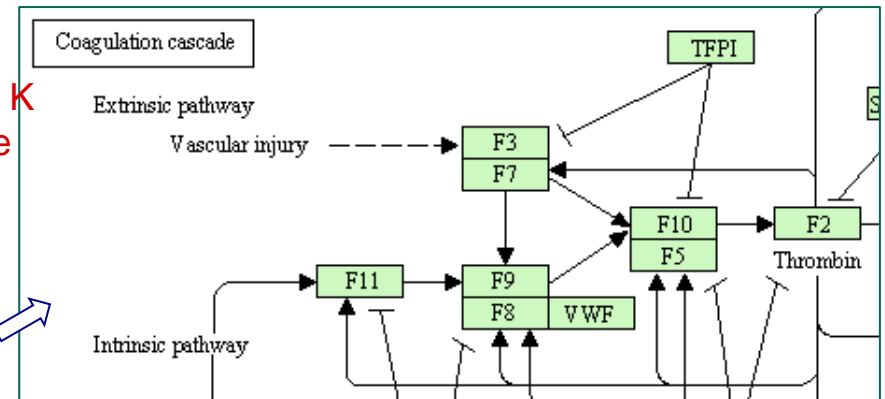 Coagulation cascade
TFPI
K
Extrinsic pathway
e
Vascular injury
F3
F7
F10
F2
F5
Thrombin
F11
F9
F8
VWF
Intrinsic pathway